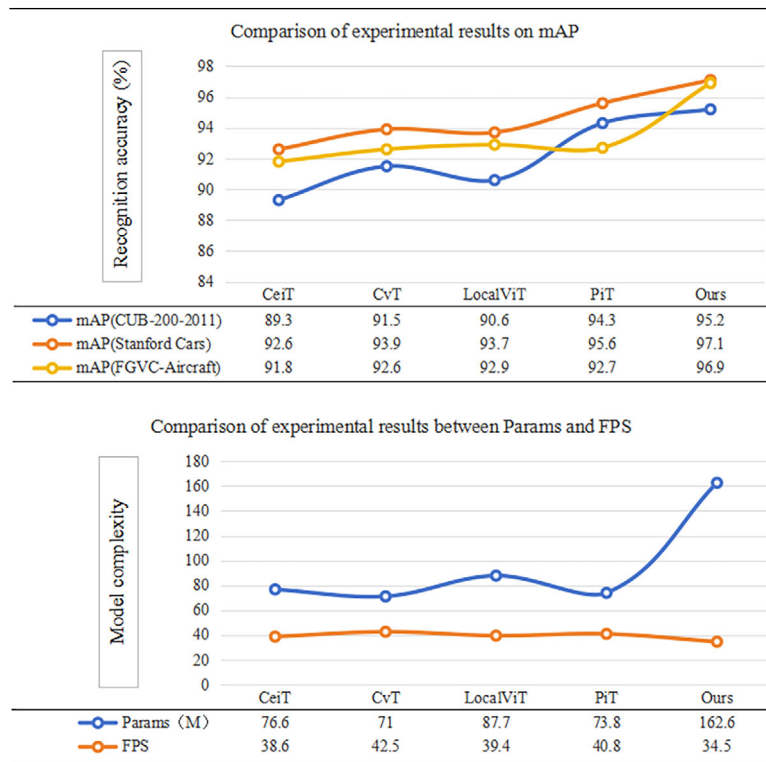 Comparison of experimental results on mAP
Recognition accuracy (%)
98
96
94
92
90
88
86
84
CeiT CvT LocalViT PiT Ours
mAP(CUB-200-2011) 89.3 91.5 90.6 94.3 95.2
mAP(Stanford Cars) 92.6 93.9 93.7 95.6 97.1
mAP(FGVC-Aircraft) 91.8 92.6 92.9 92.7 96.9
Comparison of experimental results between Params and FPS
Model complexity
180
160
140
120
100
80
60
40
20
0
CeiT CvT LocalViT PiT Ours
Params（M） 76.6 71 87.7 73.8 162.6
FPS 38.6 42.5 39.4 40.8 34.5